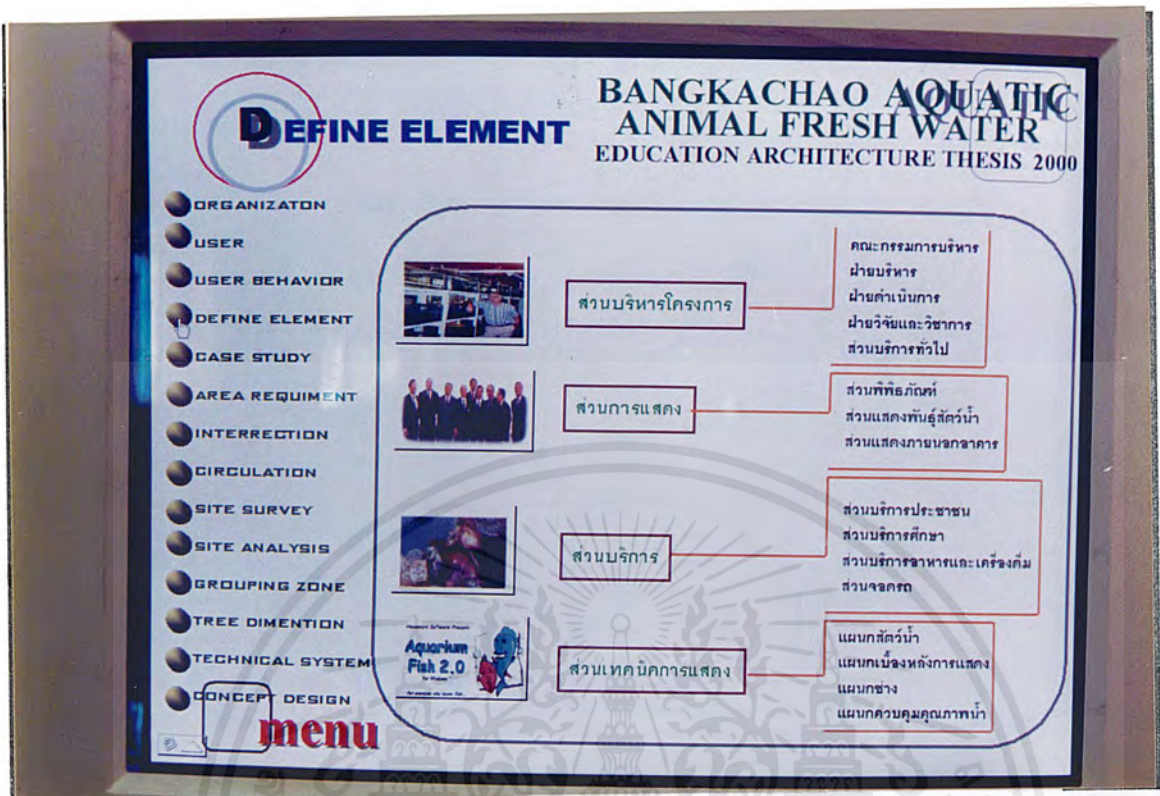 DEFINE ELEMENT
BANGKACHAO AQUATIC
ANIMAL FRESH WATER
EDUCATION ARCHITECTURE THESIS 2000
ORGANIZATON
USER
USER BEHAVIOR
DEFINE ELEMENT
CASE STUDY
AREA REQUIMENT
INTERRECTION
CIRCULATION
SITE SURVEY
SITE ANALYSIS
GROUPING ZONE
TREE DIMENTION
TECHNICAL SYSTEM
CONCEPT DESIGN
menu
ส่วนบริหารโครงการ
คณะกรรมการบริหาร
ฝ่ายบริหาร
ฝ่ายดำเนินการ
ฝ่ายวิจัยและวิชาการ
ส่วนบริการทั่วไป
ส่วนการแสดง
ส่วนพิพิธภัณฑ์
ส่วนแสดงพันธุ์สัตว์น้ำ
ส่วนแสดงภายนอกอาคาร
ส่วนบริการ
ส่วนบริการประชาชน
ส่วนบริการศึกษา
ส่วนบริการอาหารและเครื่องดื่ม
ส่วนจอดรถ
Aquarium
Fish 2.0
for Windows
ส่วนเทคนิคการแสดง
แผนกสัตว์น้ำ
แผนกเบื้องหลังการแสดง
แผนกช่าง
แผนกควบคุมคุณภาพน้ำ